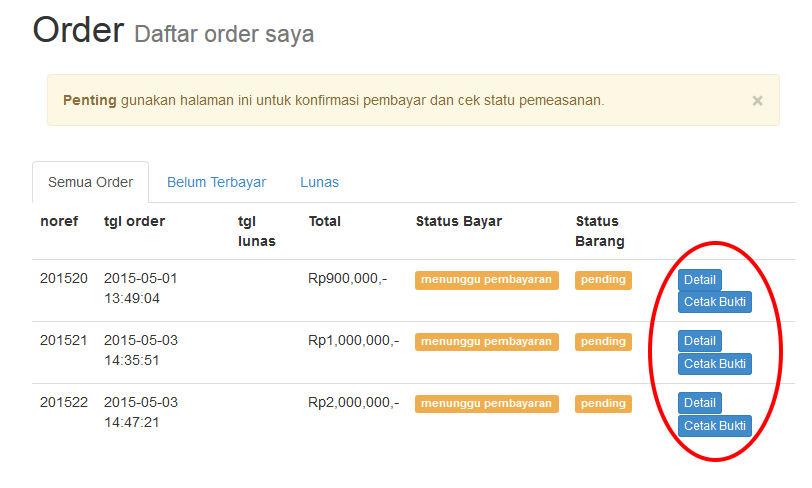 Order Daftar order saya
Penting gunakan halaman ini untuk konfirmasi pembayar dan cek statu pemeasanan. ×
Semua Order Belum Terbayar Lunas
noref tgl order tgl Total Status Bayar Status
lunas Barang
201520 2015-05-01 Rp900,000,- menunggu pembayaran pending Detail
13:49:04 Cetak Bukti
201521 2015-05-03 Rp1,000,000,- menunggu pembayaran pending Detail
14:35:51 Cetak Bukti
201522 2015-05-03 Rp2,000,000,- menunggu pembayaran pending Detail
14:47:21 Cetak Bukti